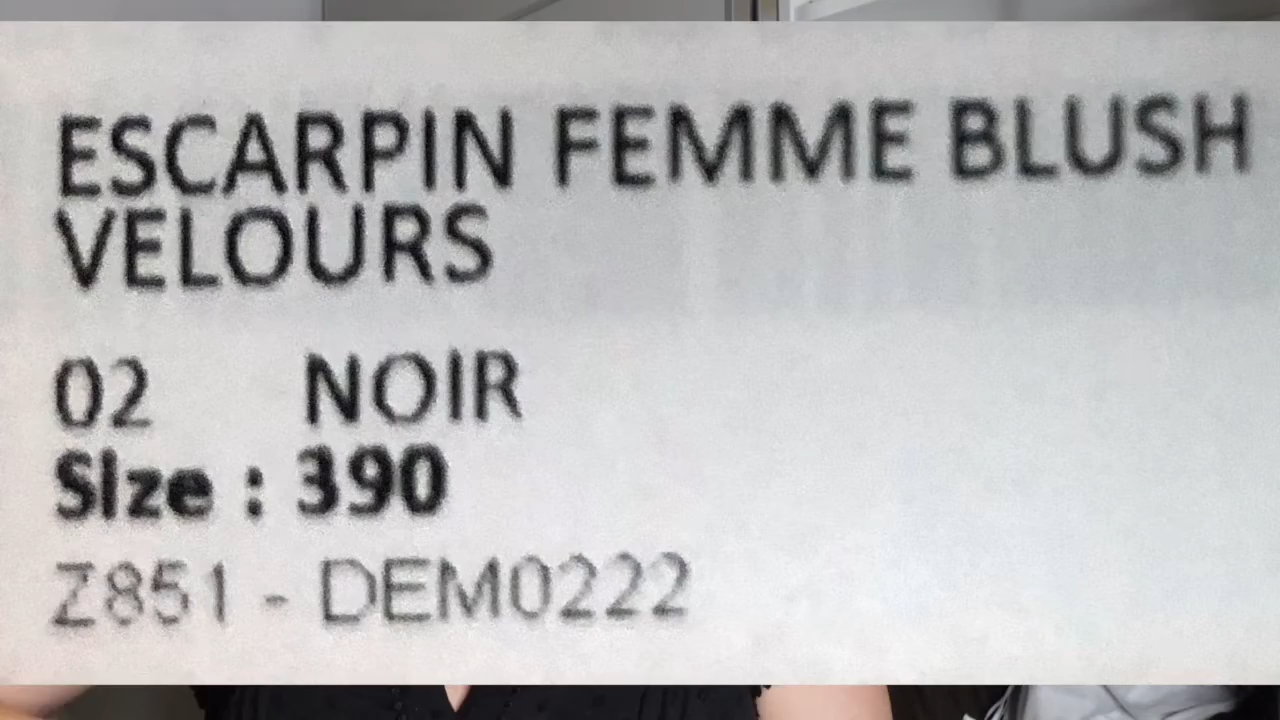 ESCARPIN FEMME BLUSH
VELOURS
02 NOIR
Size : 390
Z851 - DEM0222